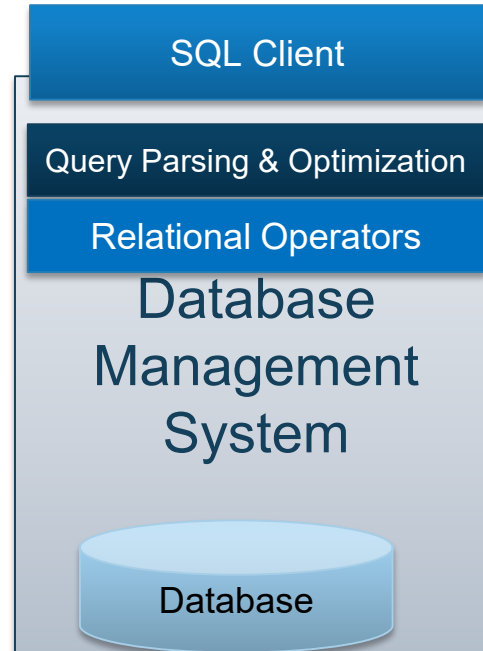 SQL Client
Query Parsing & Optimization
Relational Operators
Database
Management
System
Database